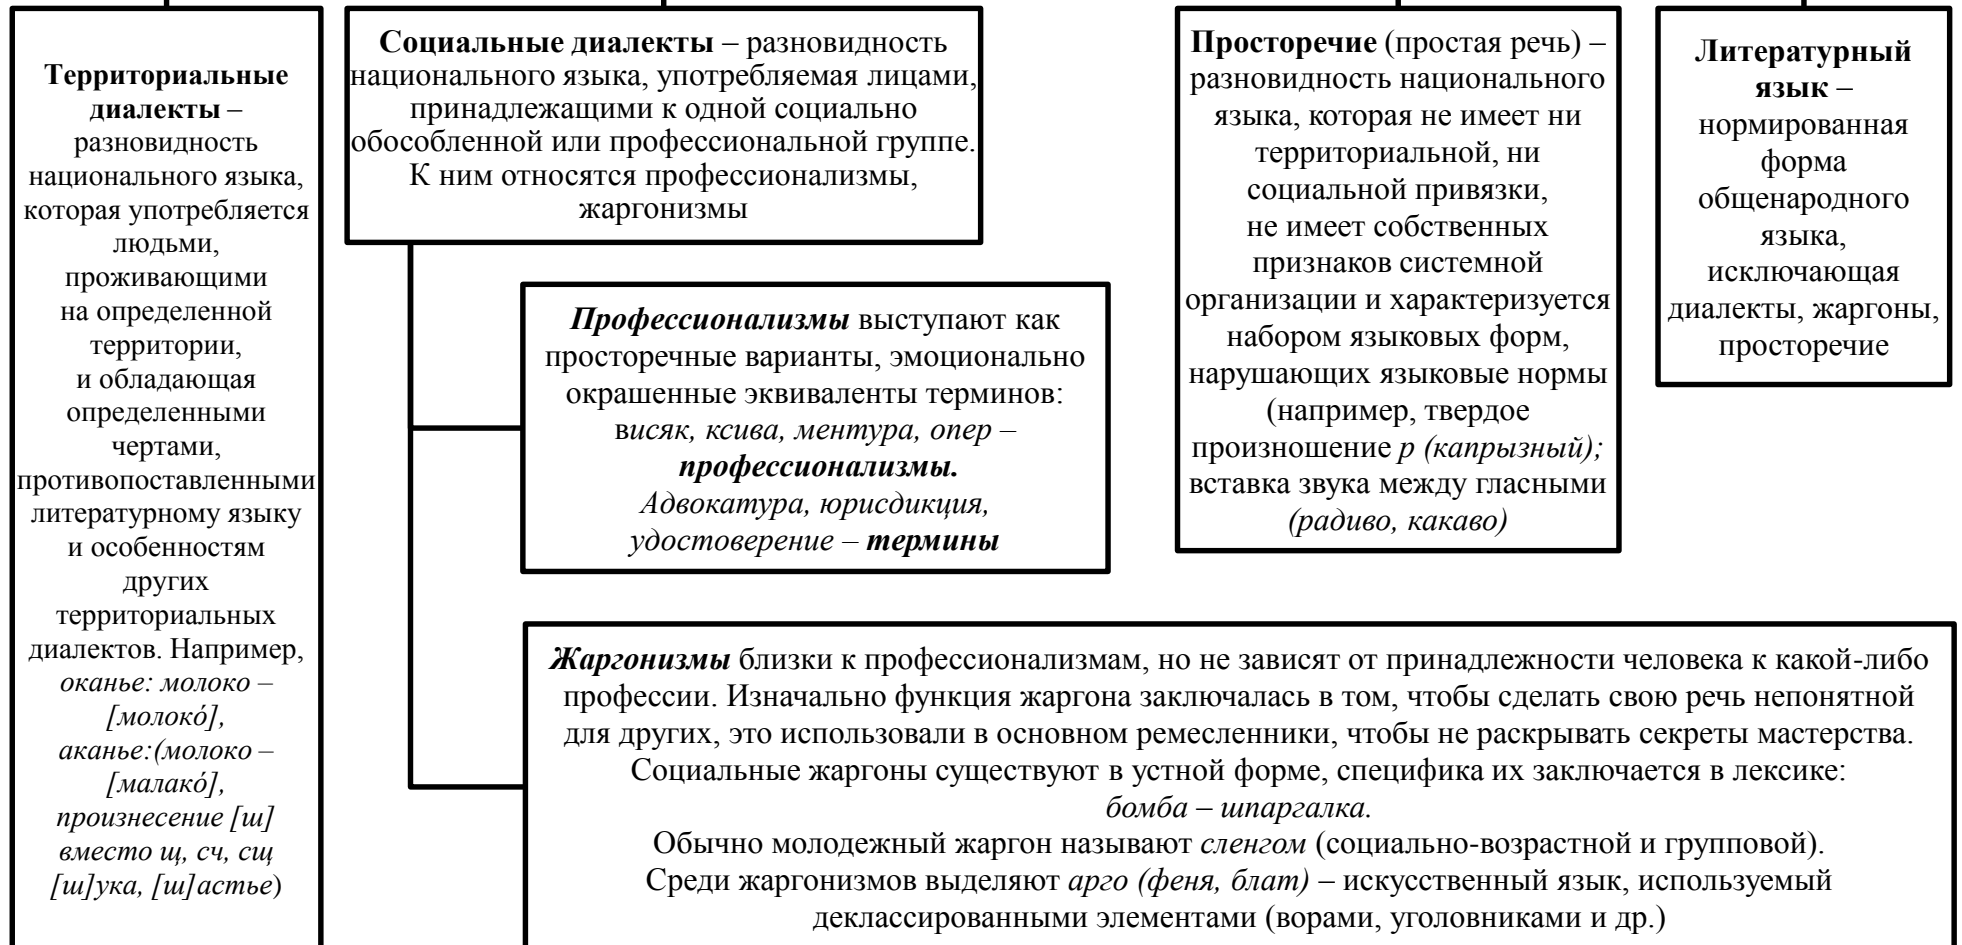 Территориальные
диалекты –
разновидность
национального языка,
которая употребляется
людьми,
проживающими
на определенной
территории,
и обладающая
определенными
чертами,
противопоставленными
литературному языку
и особенностям
других
территориальных
диалектов. Например,
оканье: молоко –
[молокó],
аканье:(молоко –
[малакó],
произнесение [ш]
вместо щ, сч, сщ
[ш]ука, [ш]астье)
Социальные диалекты – разновидность
национального языка, употребляемая лицами,
принадлежащими к одной социально
обособленной или профессиональной группе.
К ним относятся профессионализмы,
жаргонизмы
Профессионализмы выступают как
просторечные варианты, эмоционально
окрашенные эквиваленты терминов:
висяк, ксива, ментура, опер –
профессионализмы.
Адвокатура, юрисдикция,
удостоверение – термины
Жаргонизмы близки к профессионализмам, но не зависят от принадлежности человека к какой-либо
профессии. Изначально функция жаргона заключалась в том, чтобы сделать свою речь непонятной
для других, это использовали в основном ремесленники, чтобы не раскрывать секреты мастерства.
Социальные жаргоны существуют в устной форме, специфика их заключается в лексике:
бомба – шпаргалка.
Обычно молодежный жаргон называют сленгом (социально-возрастной и групповой).
Среди жаргонизмов выделяют арго (феня, блат) – искусственный язык, используемый
деклассированными элементами (ворами, уголовниками и др.)
Просторечие (простая речь) –
разновидность национального
языка, которая не имеет ни
территориальной, ни
социальной привязки,
не имеет собственных
признаков системной
организации и характеризуется
набором языковых форм,
нарушающих языковые нормы
(например, твердое
произношение р (капрызный);
вставка звука между гласными
(радиво, какаво)
Литературный
язык –
нормированная
форма
общенародного
языка,
исключающая
диалекты, жаргоны,
просторечие